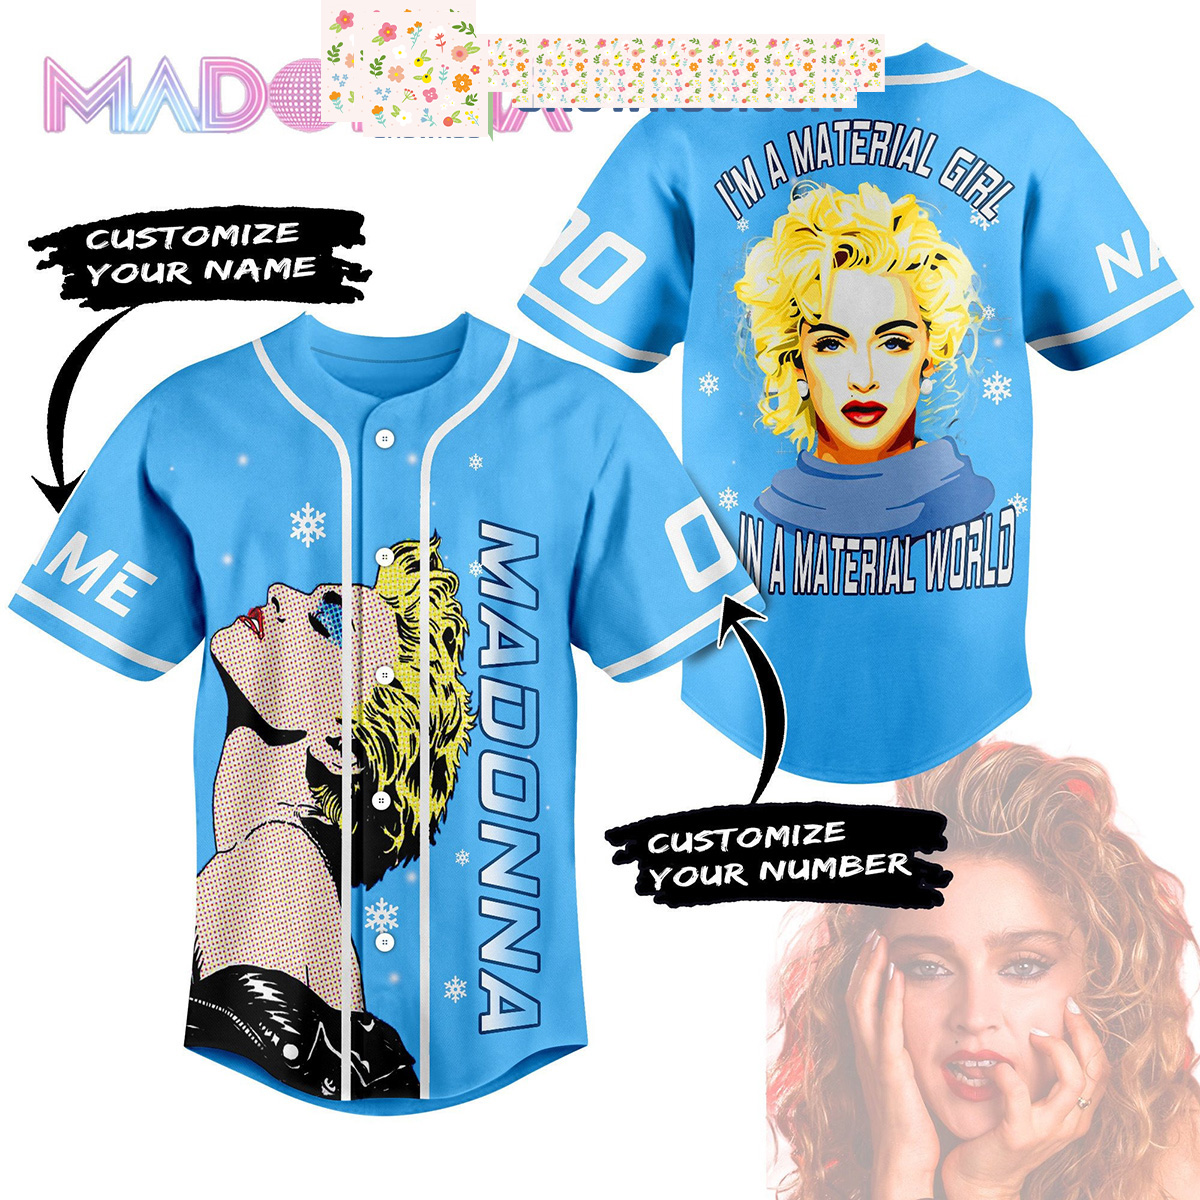 CUSTOMIZE
YOUR NAME
I'M A MATERIAL GIRL
IN A MATERIAL WORLD
MADONNA
CUSTOMIZE
YOUR NUMBER